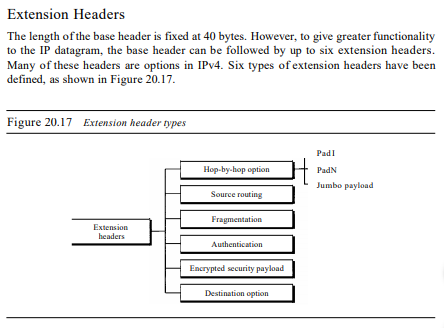 Extension Headers
The length of the base header is fixed at 40 bytes. However, to give greater functionality
to the IP datagram, the base header can be followed by up to six extension headers.
Many of these headers are options in IPv4. Six types of extension headers have been
defined, as shown in Figure 20.17.
Figure 20.17 Extension header types
Extension
headers
Hop-by-hop option
Source routing
Fragmentation
Authentication
Encrypted security payload
Destination option
PadI
PadN
Jumbo payload